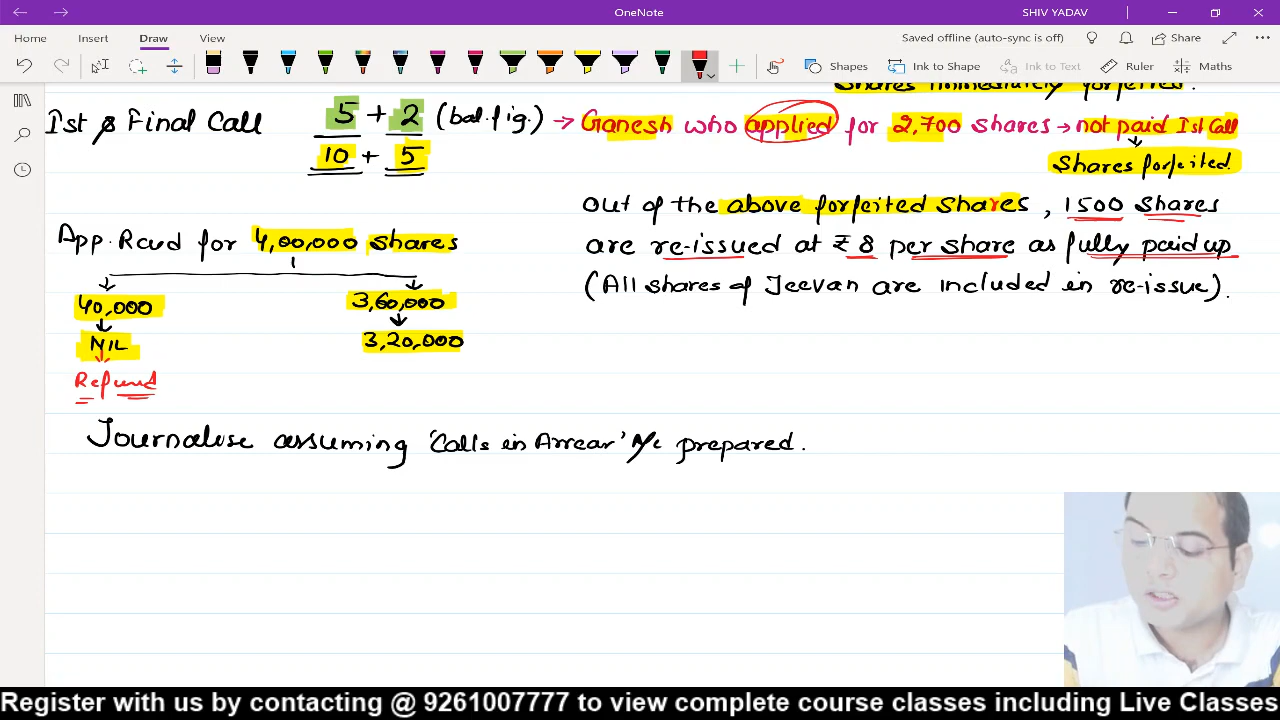 OneNote
SHIV YADAV
Home Insert Draw View
Saved offline (auto-sync is off)
Share
Shapes
Ink to Shape
Ink to Text
Ruler
Maths
Shares immediately forfeited.
Ist & Final Call 5 + 2 (bal.fig.) → Ganesh who applied for 2,700 shares → not paid Ist Call
10 + 5
Shares forfeited.
Out of the above forfeited shares, 1500 shares
are re-issued at ₹ 8 per share as fully paid up
(All shares of Jeevan are included in re-issue).
App. Rcvd for 4,00,000 shares
40,000 3,60,000
NIL 3,20,000
Refund
Journalise assuming 'Calls in Arrear' A/c prepared.
Register with us by contacting @ 9261007777 to view complete course classes including Live Classes